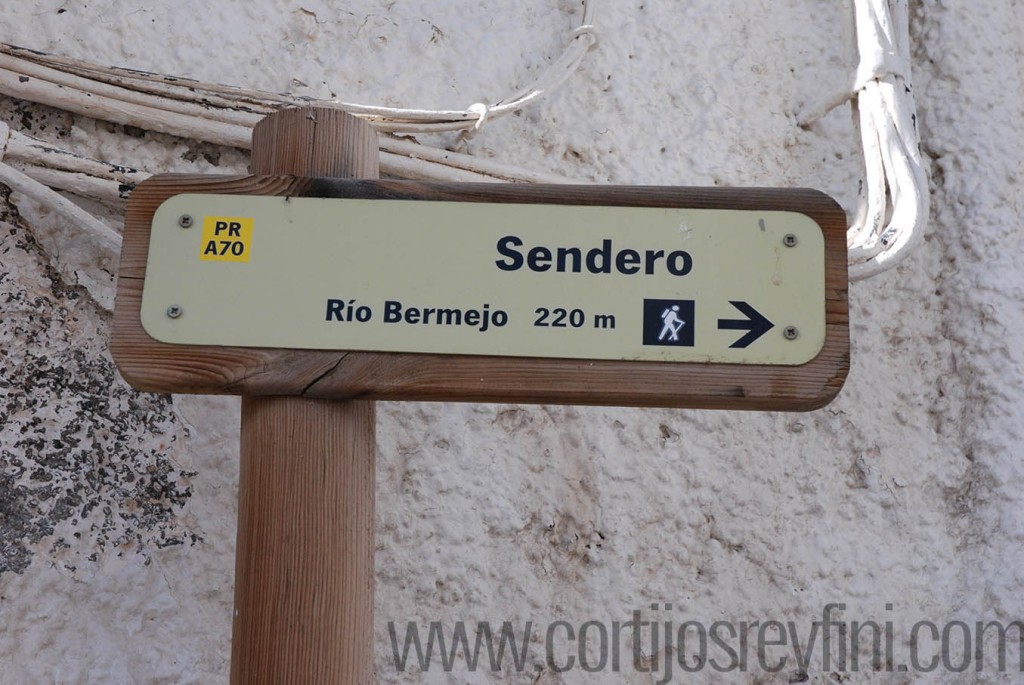 PR
A70
Sendero
Río Bermejo 220 m
www.cortijosreyfini.com